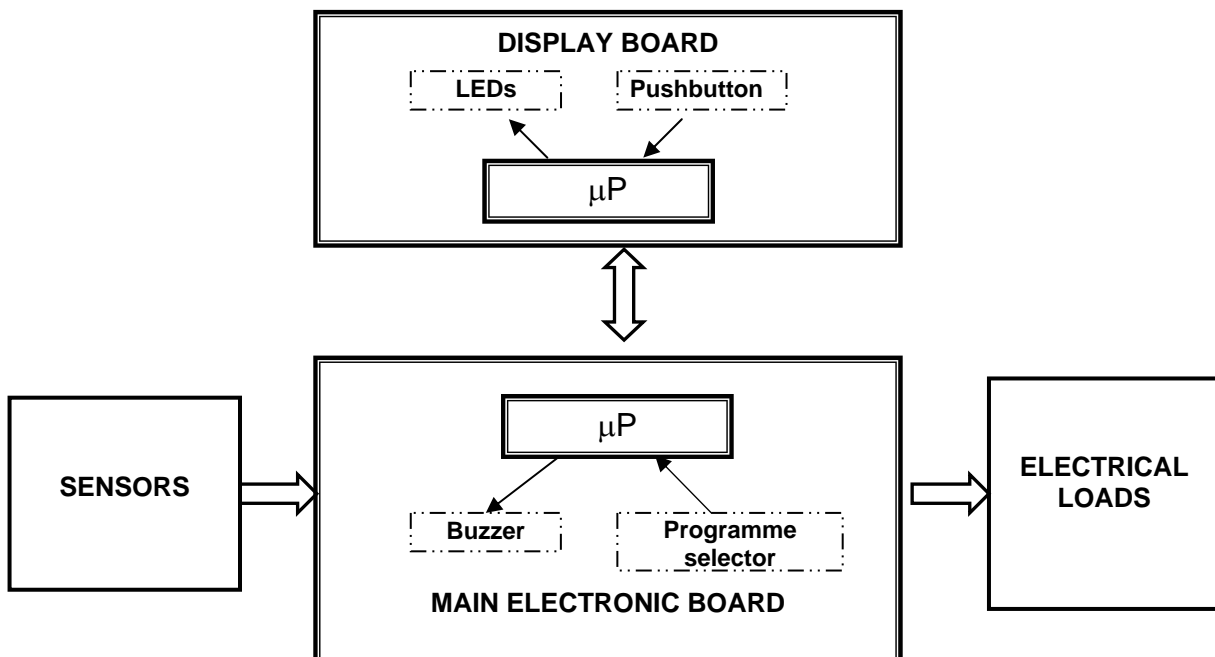 DISPLAY BOARD
LEDs
Pushbutton
μP
μP
SENSORS
ELECTRICAL
LOADS
Buzzer
Programme
selector
MAIN ELECTRONIC BOARD